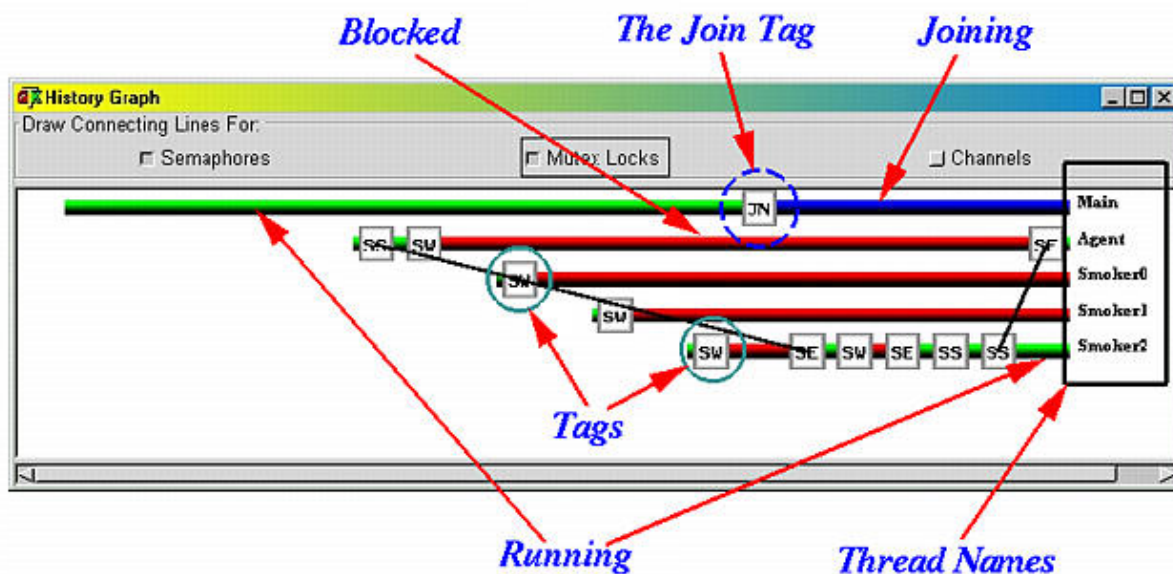 Blocked
The Join Tag
Joining
History Graph
Draw Connecting Lines For:
Semaphores
Mutex Locks
Channels
JN
Main
SS SW SE
Agent
SW
Smoker0
SW
Smoker1
SW SE SW SE SS SS
Smoker2
Tags
Running
Thread Names